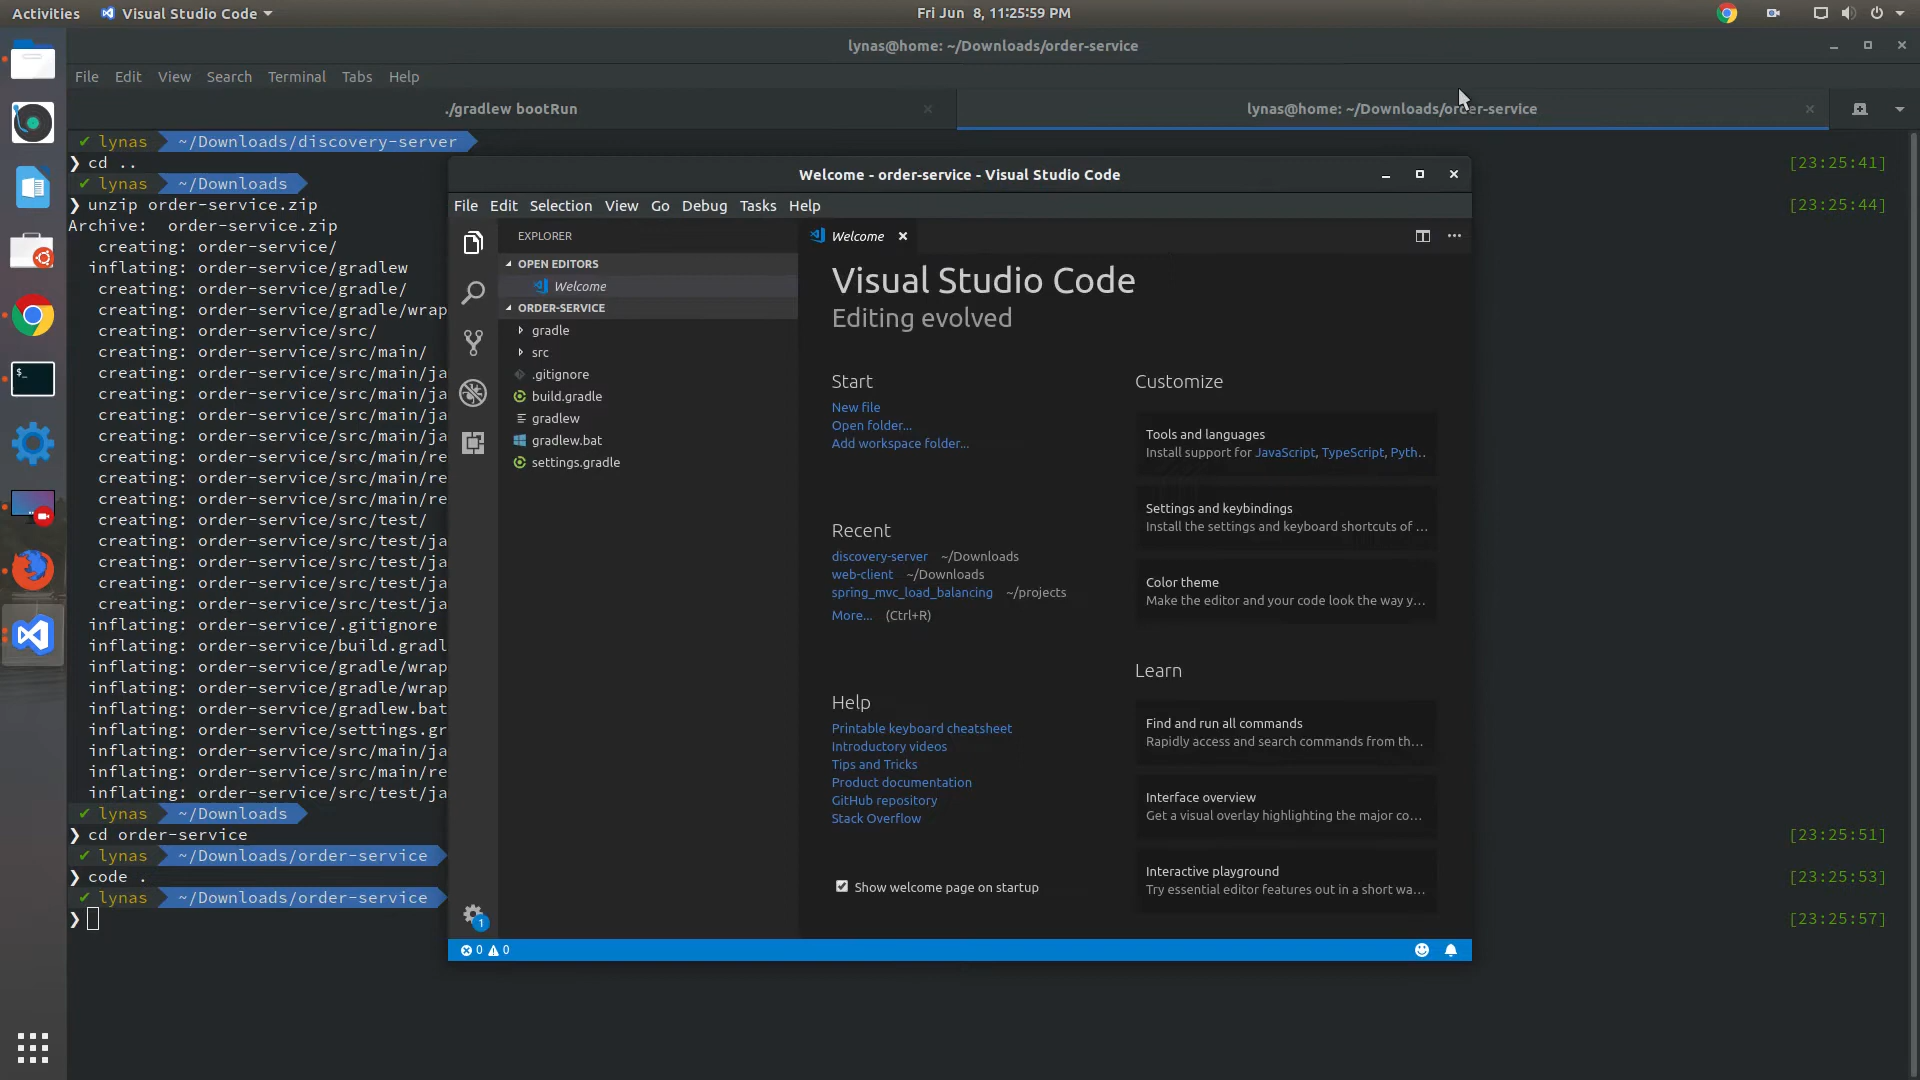 Activities Visual Studio Code Fri Jun 8, 11:25:59 PM
lynas@home: ~/Downloads/order-service
File Edit View Search Terminal Tabs Help
./gradlew bootRun
lynas@home: ~/Downloads/order-service
✔ lynas ~/Downloads/discovery-server
❯ cd .. [23:25:41]
✔ lynas ~/Downloads
❯ unzip order-service.zip [23:25:44]
Archive: order-service.zip
creating: order-service/
inflating: order-service/gradlew
creating: order-service/gradle/
creating: order-service/gradle/wrap
creating: order-service/src/
creating: order-service/src/main/
creating: order-service/src/main/ja
creating: order-service/src/main/ja
creating: order-service/src/main/ja
creating: order-service/src/main/ja
creating: order-service/src/main/re
creating: order-service/src/main/re
creating: order-service/src/main/re
creating: order-service/src/test/
creating: order-service/src/test/ja
creating: order-service/src/test/ja
creating: order-service/src/test/ja
creating: order-service/src/test/ja
inflating: order-service/.gitignore
inflating: order-service/build.gradl
inflating: order-service/gradle/wrap
inflating: order-service/gradle/wrap
inflating: order-service/gradlew.bat
inflating: order-service/settings.gr
inflating: order-service/src/main/ja
inflating: order-service/src/main/re
inflating: order-service/src/test/ja
✔ lynas ~/Downloads
❯ cd order-service [23:25:51]
✔ lynas ~/Downloads/order-service
❯ code . [23:25:53]
✔ lynas ~/Downloads/order-service
❯ [23:25:57]
Welcome - order-service - Visual Studio Code
File Edit Selection View Go Debug Tasks Help
EXPLORER
OPEN EDITORS
Welcome
ORDER-SERVICE
gradle
src
.gitignore
build.gradle
gradlew
gradlew.bat
settings.gradle
1
Welcome
Visual Studio Code
Editing evolved
Start
New file
Open folder...
Add workspace folder...
Recent
discovery-server ~/Downloads
web-client ~/Downloads
spring_mvc_load_balancing ~/projects
More... (Ctrl+R)
Help
Printable keyboard cheatsheet
Introductory videos
Tips and Tricks
Product documentation
GitHub repository
Stack Overflow
Show welcome page on startup
Customize
Tools and languages
Install support for JavaScript, TypeScript, Pyth..
Settings and keybindings
Install the settings and keyboard shortcuts of ...
Color theme
Make the editor and your code look the way y...
Learn
Find and run all commands
Rapidly access and search commands from th...
Interface overview
Get a visual overlay highlighting the major co...
Interactive playground
Try essential editor features out in a short wa...
0 0